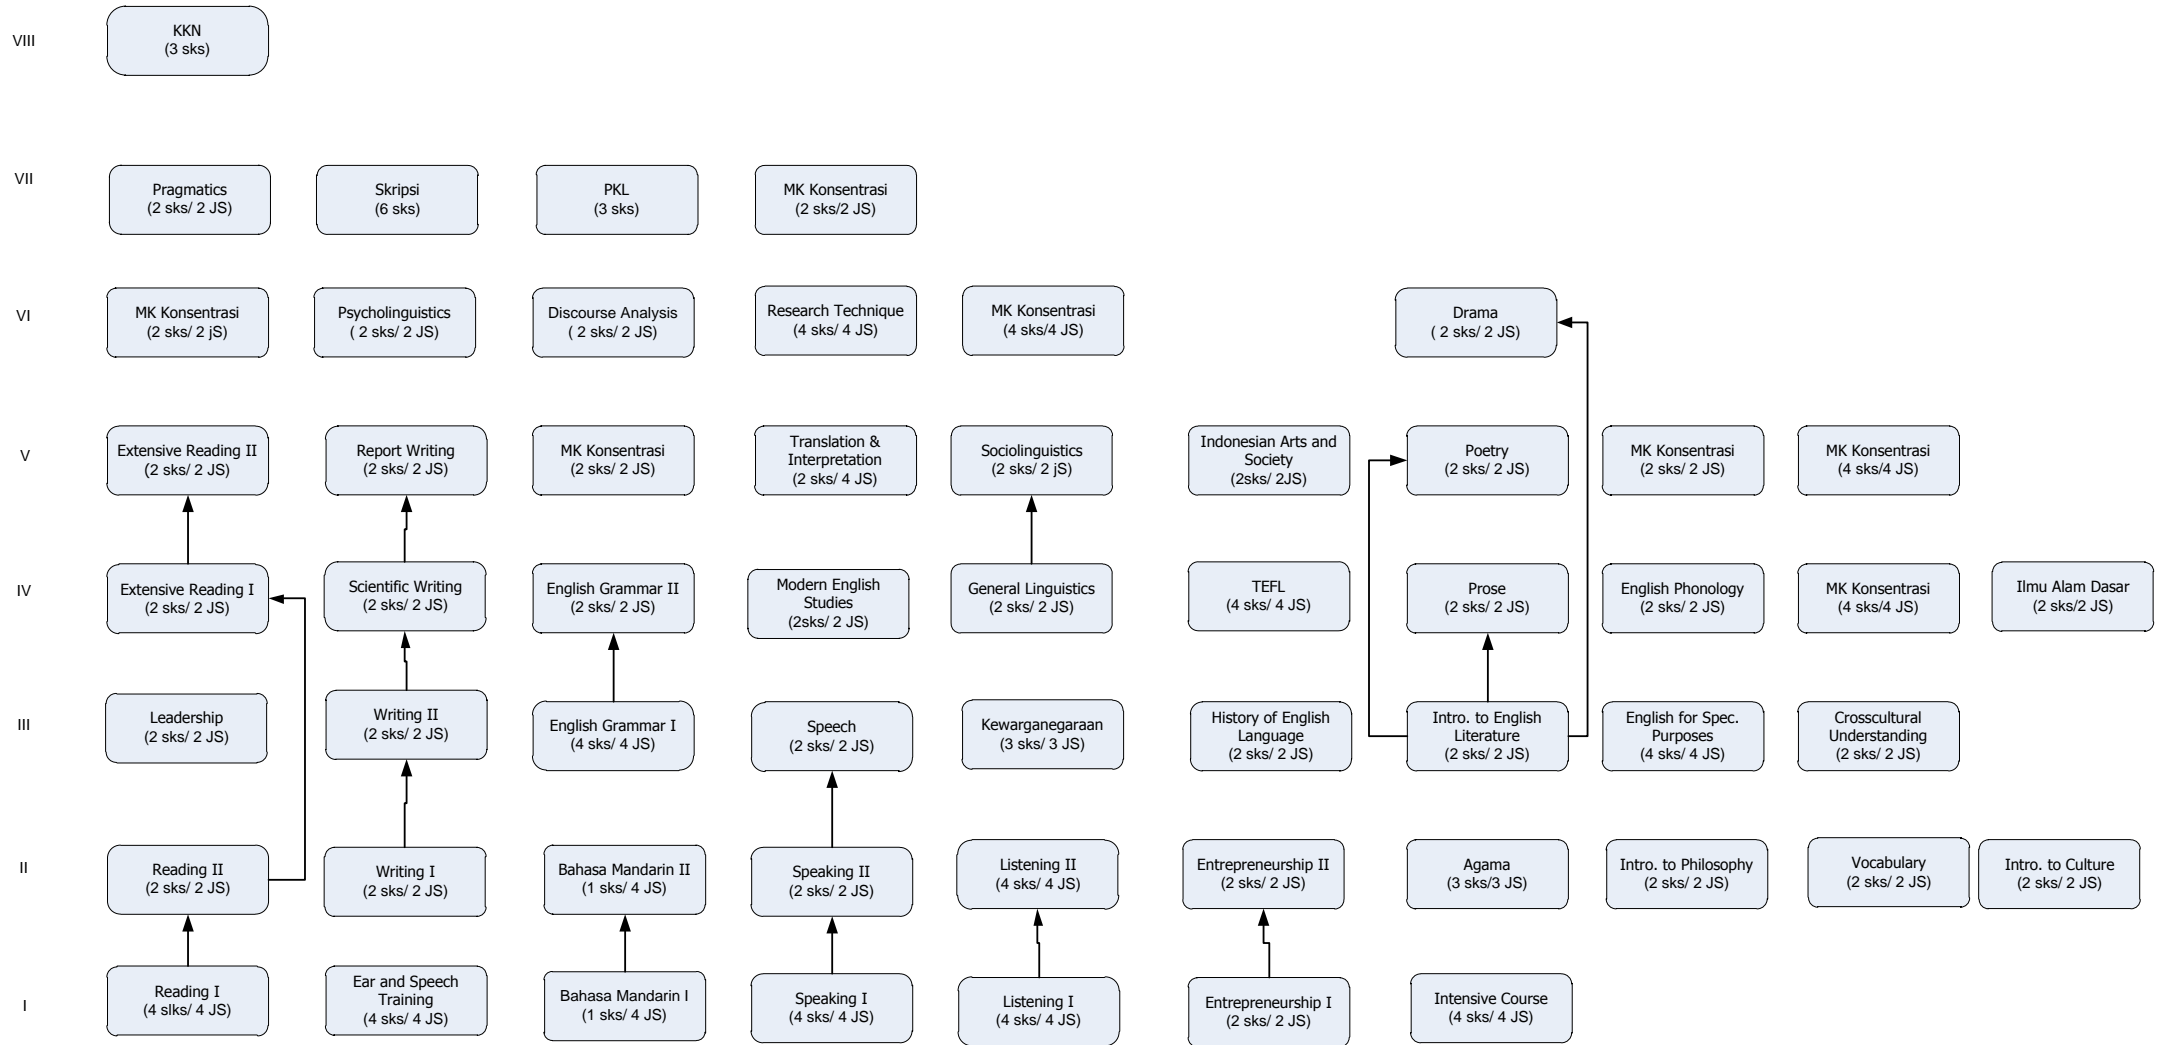 VIII
KKN
(3 sks)
VII
Pragmatics
(2 sks/ 2 JS)
Skripsi
(6 sks)
PKL
(3 sks)
MK Konsentrasi
(2 sks/2 JS)
VI
MK Konsentrasi
(2 sks/ 2 jS)
Psycholinguistics
( 2 sks/ 2 JS)
Discourse Analysis
( 2 sks/ 2 JS)
Research Technique
(4 sks/ 4 JS)
MK Konsentrasi
(4 sks/4 JS)
Drama
( 2 sks/ 2 JS)
V
Extensive Reading II
(2 sks/ 2 JS)
Report Writing
(2 sks/ 2 JS)
MK Konsentrasi
(2 sks/ 2 JS)
Translation &
Interpretation
(2 sks/ 4 JS)
Sociolinguistics
(2 sks/ 2 jS)
Indonesian Arts and
Society
(2sks/ 2JS)
Poetry
(2 sks/ 2 JS)
MK Konsentrasi
(2 sks/ 2 JS)
MK Konsentrasi
(4 sks/4 JS)
IV
Extensive Reading I
(2 sks/ 2 JS)
Scientific Writing
(2 sks/ 2 JS)
English Grammar II
(2 sks/ 2 JS)
Modern English
Studies
(2sks/ 2 JS)
General Linguistics
(2 sks/ 2 JS)
TEFL
(4 sks/ 4 JS)
Prose
(2 sks/ 2 JS)
English Phonology
(2 sks/ 2 JS)
MK Konsentrasi
(4 sks/4 JS)
Ilmu Alam Dasar
(2 sks/2 JS)
III
Leadership
(2 sks/ 2 JS)
Writing II
(2 sks/ 2 JS)
English Grammar I
(4 sks/ 4 JS)
Speech
(2 sks/ 2 JS)
Kewarganegaraan
(3 sks/ 3 JS)
History of English
Language
(2 sks/ 2 JS)
Intro. to English
Literature
(2 sks/ 2 JS)
English for Spec.
Purposes
(4 sks/ 4 JS)
Crosscultural
Understanding
(2 sks/ 2 JS)
II
Reading II
(2 sks/ 2 JS)
Writing I
(2 sks/ 2 JS)
Bahasa Mandarin II
(1 sks/ 4 JS)
Speaking II
(2 sks/ 2 JS)
Listening II
(4 sks/ 4 JS)
Entrepreneurship II
(2 sks/ 2 JS)
Agama
(3 sks/3 JS)
Intro. to Philosophy
(2 sks/ 2 JS)
Vocabulary
(2 sks/ 2 JS)
Intro. to Culture
(2 sks/ 2 JS)
I
Reading I
(4 slks/ 4 JS)
Ear and Speech
Training
(4 sks/ 4 JS)
Bahasa Mandarin I
(1 sks/ 4 JS)
Speaking I
(4 sks/ 4 JS)
Listening I
(4 sks/ 4 JS)
Entrepreneurship I
(2 sks/ 2 JS)
Intensive Course
(4 sks/ 4 JS)